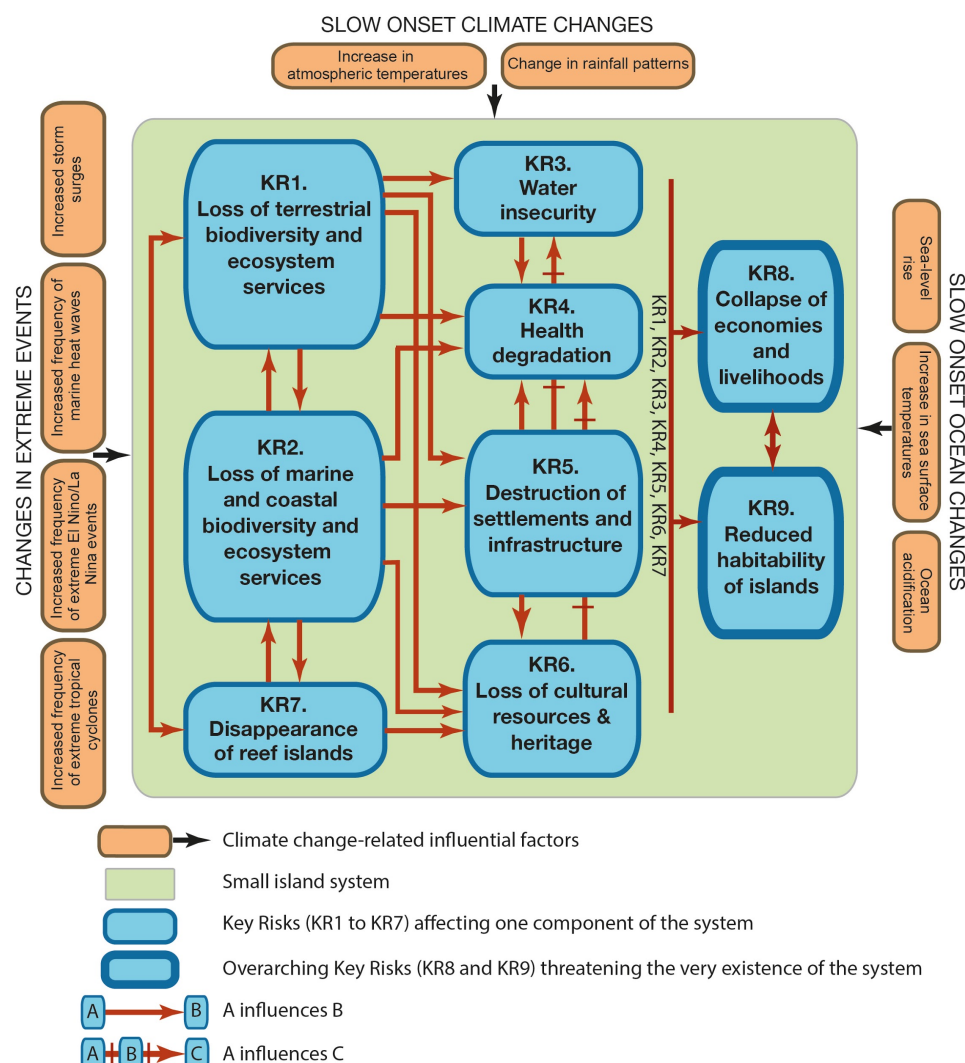 SLOW ONSET CLIMATE CHANGES
Increase in
atmospheric temperatures
Change in rainfall patterns
CHANGES IN EXTREME EVENTS
Increased storm
surges
Increased frequency of
marine heat waves
Increased frequency
of extreme El Nino/La
Nina events
Increased frequency
of extreme tropical
cyclones
KR1.
Loss of terrestrial
biodiversity and
ecosystem
services
KR2.
Loss of marine
and coastal
biodiversity and
ecosystem
services
KR7.
Disappearance
of reef islands
KR3.
Water
insecurity
KR4.
Health
degradation
KR5.
Destruction of
settlements and
infrastructure
KR6.
Loss of cultural
resources &
heritage
KR1, KR2, KR3, KR4, KR5, KR6, KR7
KR8.
Collapse of
economies
and
livelihoods
KR9.
Reduced
habitability
of islands
SLOW ONSET OCEAN CHANGES
Sea-level
rise
Increase in sea surface
temperatures
Ocean
acidification
Climate change-related influential factors
Small island system
Key Risks (KR1 to KR7) affecting one component of the system
Overarching Key Risks (KR8 and KR9) threatening the very existence of the system
A B A influences B
A B C A influences C